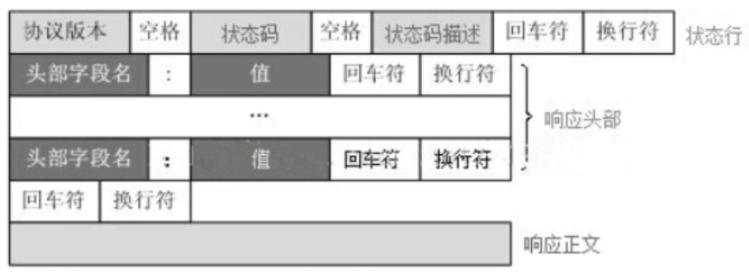 协议版本 空格 状态码 空格 状态码描述 回车符 换行符 状态行
头部字段名 : 值 回车符 换行符
... 响应头部
头部字段名 : 值 回车符 换行符
回车符 换行符
响应正文